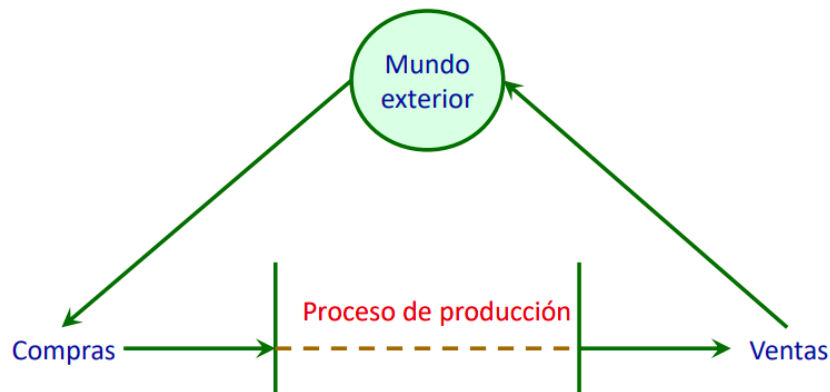 Mundo
exterior
Proceso de producción
Compras
Ventas